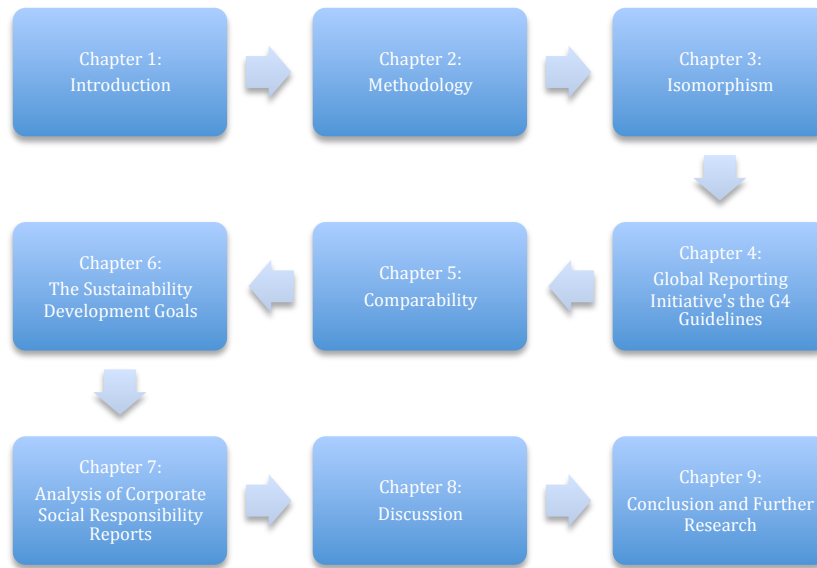 Chapter 1:
Introduction
Chapter 2:
Methodology
Chapter 3:
Isomorphism
Chapter 4:
Global Reporting
Initiative's the G4
Guidelines
Chapter 5:
Comparability
Chapter 6:
The Sustainability
Development Goals
Chapter 7:
Analysis of Corporate
Social Responsibility
Reports
Chapter 8:
Discussion
Chapter 9:
Conclusion and Further
Research